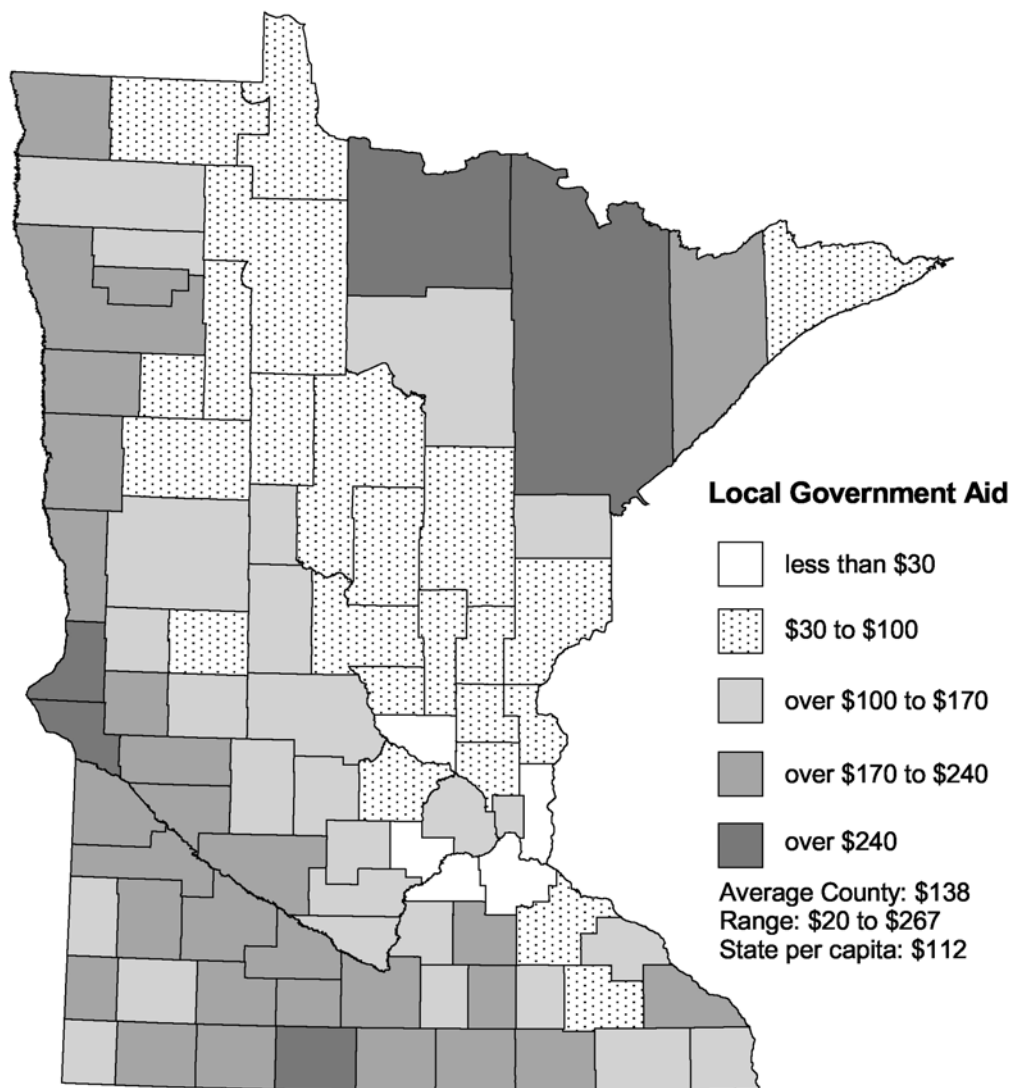 Local Government Aid
less than $30
$30 to $100
over $100 to $170
over $170 to $240
over $240
Average County: $138
Range: $20 to $267
State per capita: $112